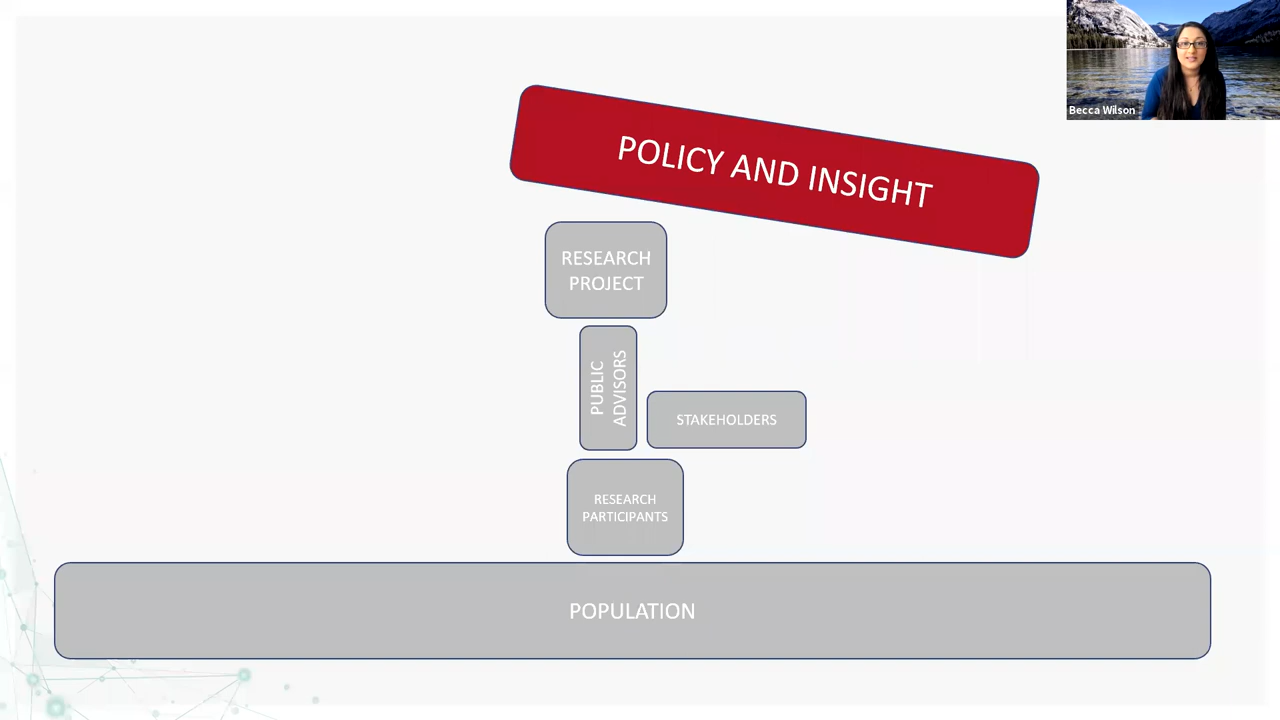 Becca Wilson
POLICY AND INSIGHT
RESEARCH
PROJECT
PUBLIC
ADVISORS
STAKEHOLDERS
RESEARCH
PARTICIPANTS
POPULATION